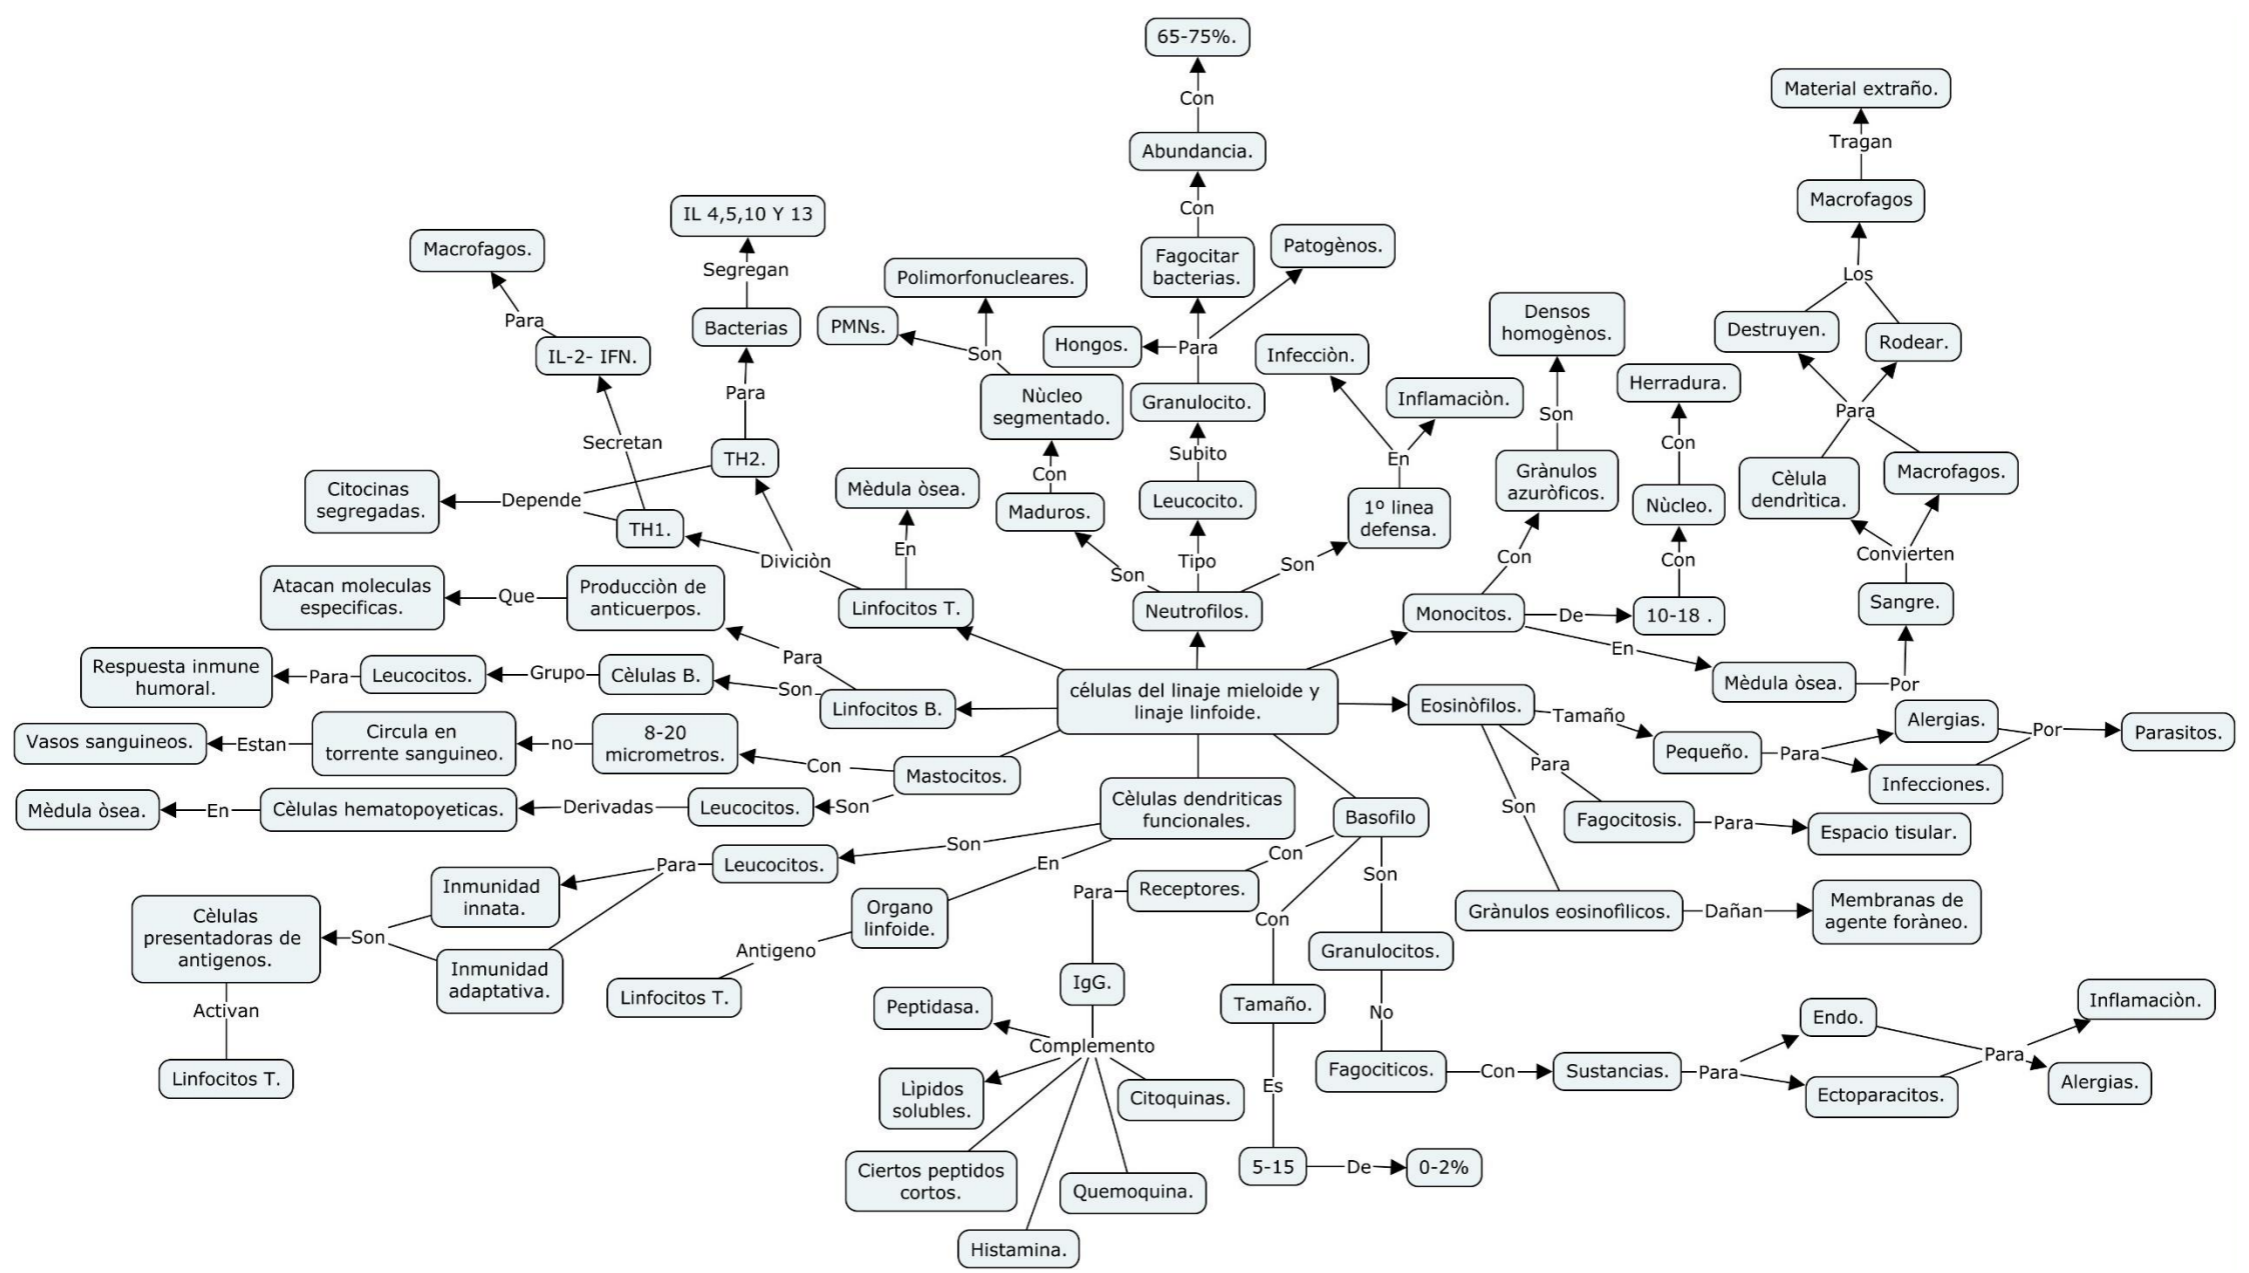 65-75%.
Con
Abundancia.
Con
Fagocitar
bacterias.
Patogènos.
Hongos.
Para
Granulocito.
Subito
Leucocito.
Tipo
Neutrofilos.
Material extraño.
Tragan
Macrofagos
Los
Destruyen.
Rodear.
Para
Cèlula
dendrìtica.
Macrofagos.
Convierten
Sangre.
Por
Mèdula òsea.
En
IL 4,5,10 Y 13
Segregan
Bacterias
Para
TH2.
Macrofagos.
Para
IL-2- IFN.
Secretan
TH1.
Citocinas
segregadas.
Depende
Divición
Mèdula òsea.
En
Linfocitos T.
Polimorfonucleares.
PMNs.
Son
Nùcleo
segmentado.
Con
Maduros.
Son
Infecciòn.
Inflamaciòn.
En
1º linea
defensa.
Son
Densos
homogènos.
Son
Grànulos
azuròficos.
Con
Herradura.
Con
Nùcleo.
Con
10-18 .
De
Monocitos.
Atacan moleculas
especificas.
Que
Producciòn de
anticuerpos.
Para
Respuesta inmune
humoral.
Para
Leucocitos.
Grupo
Cèlulas B.
Son
Linfocitos B.
células del linaje mieloide y
linaje linfoide.
Vasos sanguineos.
Estan
Circula en
torrente sanguineo.
no
8-20
micrometros.
Con
Mastocitos.
Mèdula òsea.
En
Cèlulas hematopoyeticas.
Derivadas
Leucocitos.
Son
Eosinòfilos.
Tamaño
Pequeño.
Para
Alergias.
Infecciones.
Por
Parasitos.
Para
Fagocitosis.
Para
Espacio tisular.
Son
Grànulos eosinofìlicos.
Dañan
Membranas de
agente foràneo.
Cèlulas dendriticas
funcionales.
Son
Leucocitos.
Para
Inmunidad
innata.
Inmunidad
adaptativa.
Son
Cèlulas
presentadoras de
antigenos.
Activan
Linfocitos T.
En
Organo
linfoide.
Antigeno
Linfocitos T.
Basofilo
Con
Receptores.
Para
IgG.
Complemento
Peptidasa.
Lìpidos
solubles.
Ciertos peptidos
cortos.
Histamina.
Quemoquina.
Citoquinas.
Con
Tamaño.
Es
5-15
De
0-2%
Son
Granulocitos.
No
Fagociticos.
Con
Sustancias.
Para
Endo.
Ectoparacitos.
Para
Inflamaciòn.
Alergias.